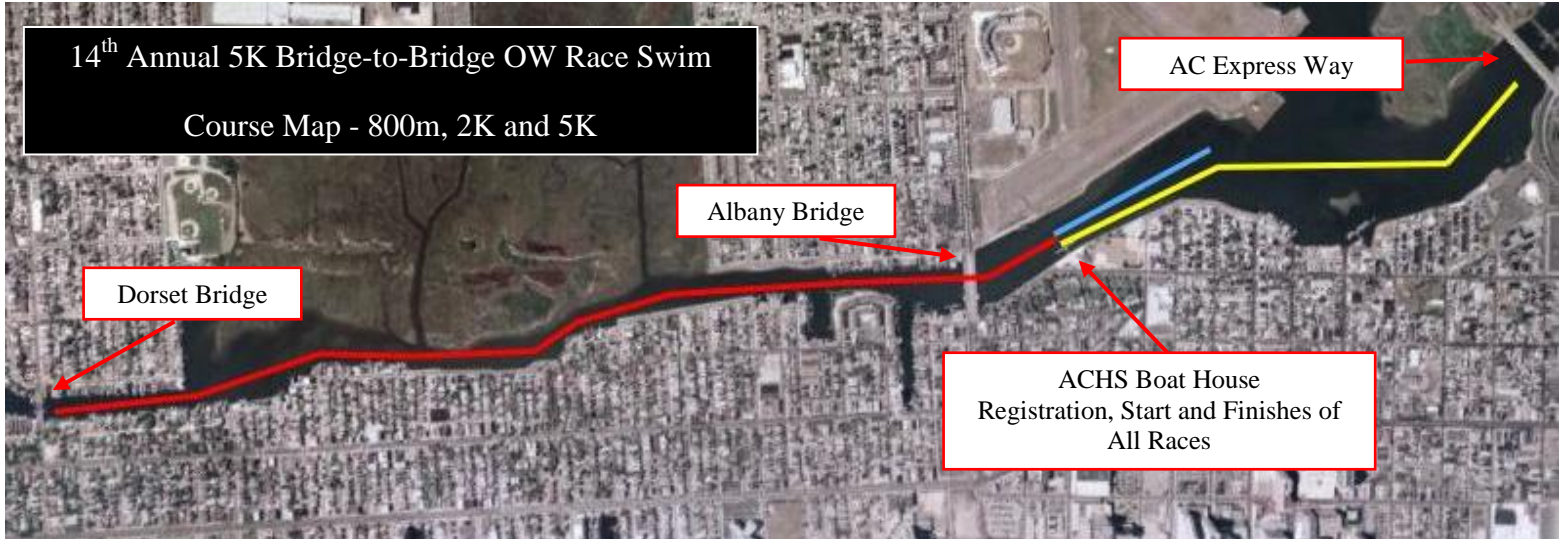 14th Annual 5K Bridge-to-Bridge OW Race Swim
Course Map - 800m, 2K and 5K
AC Express Way
Albany Bridge
Dorset Bridge
ACHS Boat House
Registration, Start and Finishes of
All Races